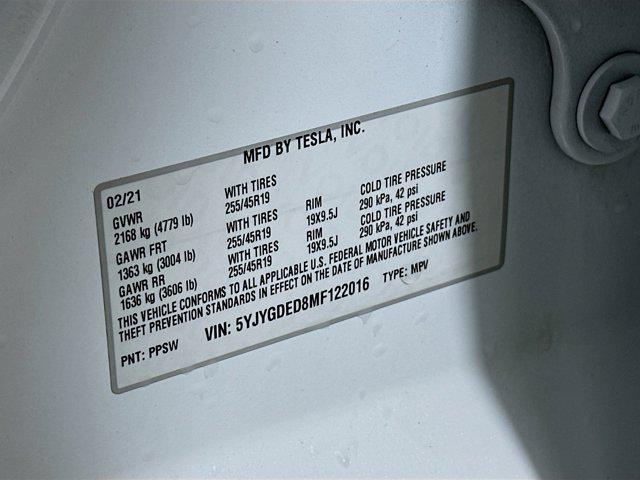 MFD BY TESLA, INC.
02/21
GVWR WITH TIRES
2168 kg (4779 lb) 255/45R19 RIM COLD TIRE PRESSURE
GAWR FRT WITH TIRES 19X9.5J 290 kPa, 42 psi
1363 kg (3004 lb) 255/45R19 RIM COLD TIRE PRESSURE
GAWR RR WITH TIRES 19X9.5J 290 kPa, 42 psi
1636 kg (3606 lb) 255/45R19
THIS VEHICLE CONFORMS TO ALL APPLICABLE U.S. FEDERAL MOTOR VEHICLE SAFETY AND
THEFT PREVENTION STANDARDS IN EFFECT ON THE DATE OF MANUFACTURE SHOWN ABOVE.
PNT: PPSW VIN: 5YJYGDED8MF122016 TYPE: MPV